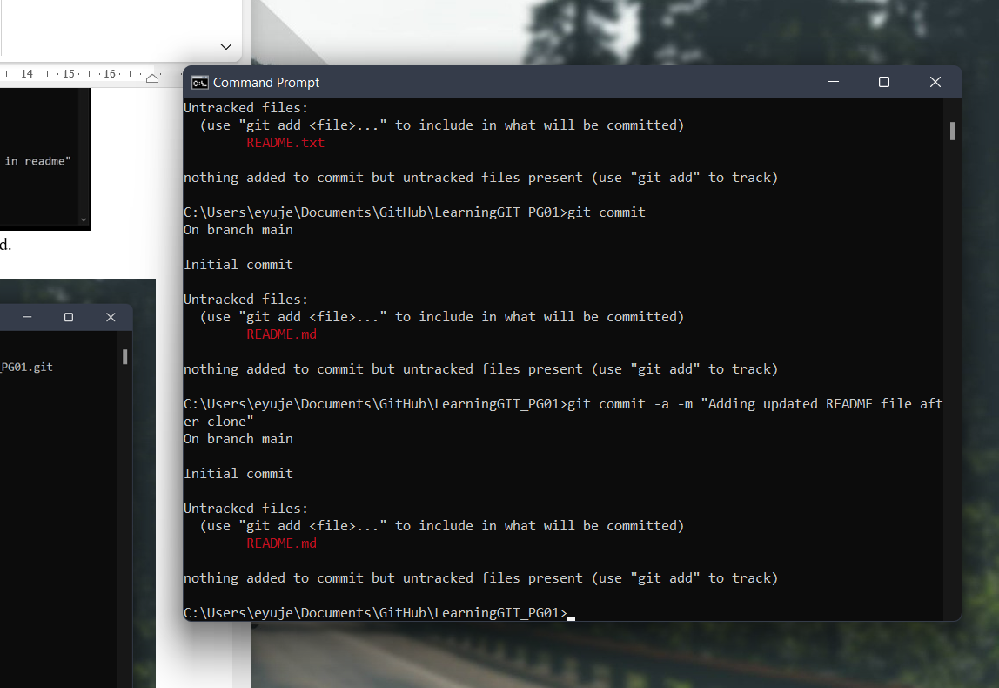 14 15 16
in readme"
d.
_PG01.git
Command Prompt
Untracked files:
(use "git add <file>..." to include in what will be committed)
README.txt
nothing added to commit but untracked files present (use "git add" to track)
C:\Users\eyuje\Documents\GitHub\LearningGIT_PG01>git commit
On branch main
Initial commit
Untracked files:
(use "git add <file>..." to include in what will be committed)
README.md
nothing added to commit but untracked files present (use "git add" to track)
C:\Users\eyuje\Documents\GitHub\LearningGIT_PG01>git commit -a -m "Adding updated README file aft
er clone"
On branch main
Initial commit
Untracked files:
(use "git add <file>..." to include in what will be committed)
README.md
nothing added to commit but untracked files present (use "git add" to track)
C:\Users\eyuje\Documents\GitHub\LearningGIT_PG01>